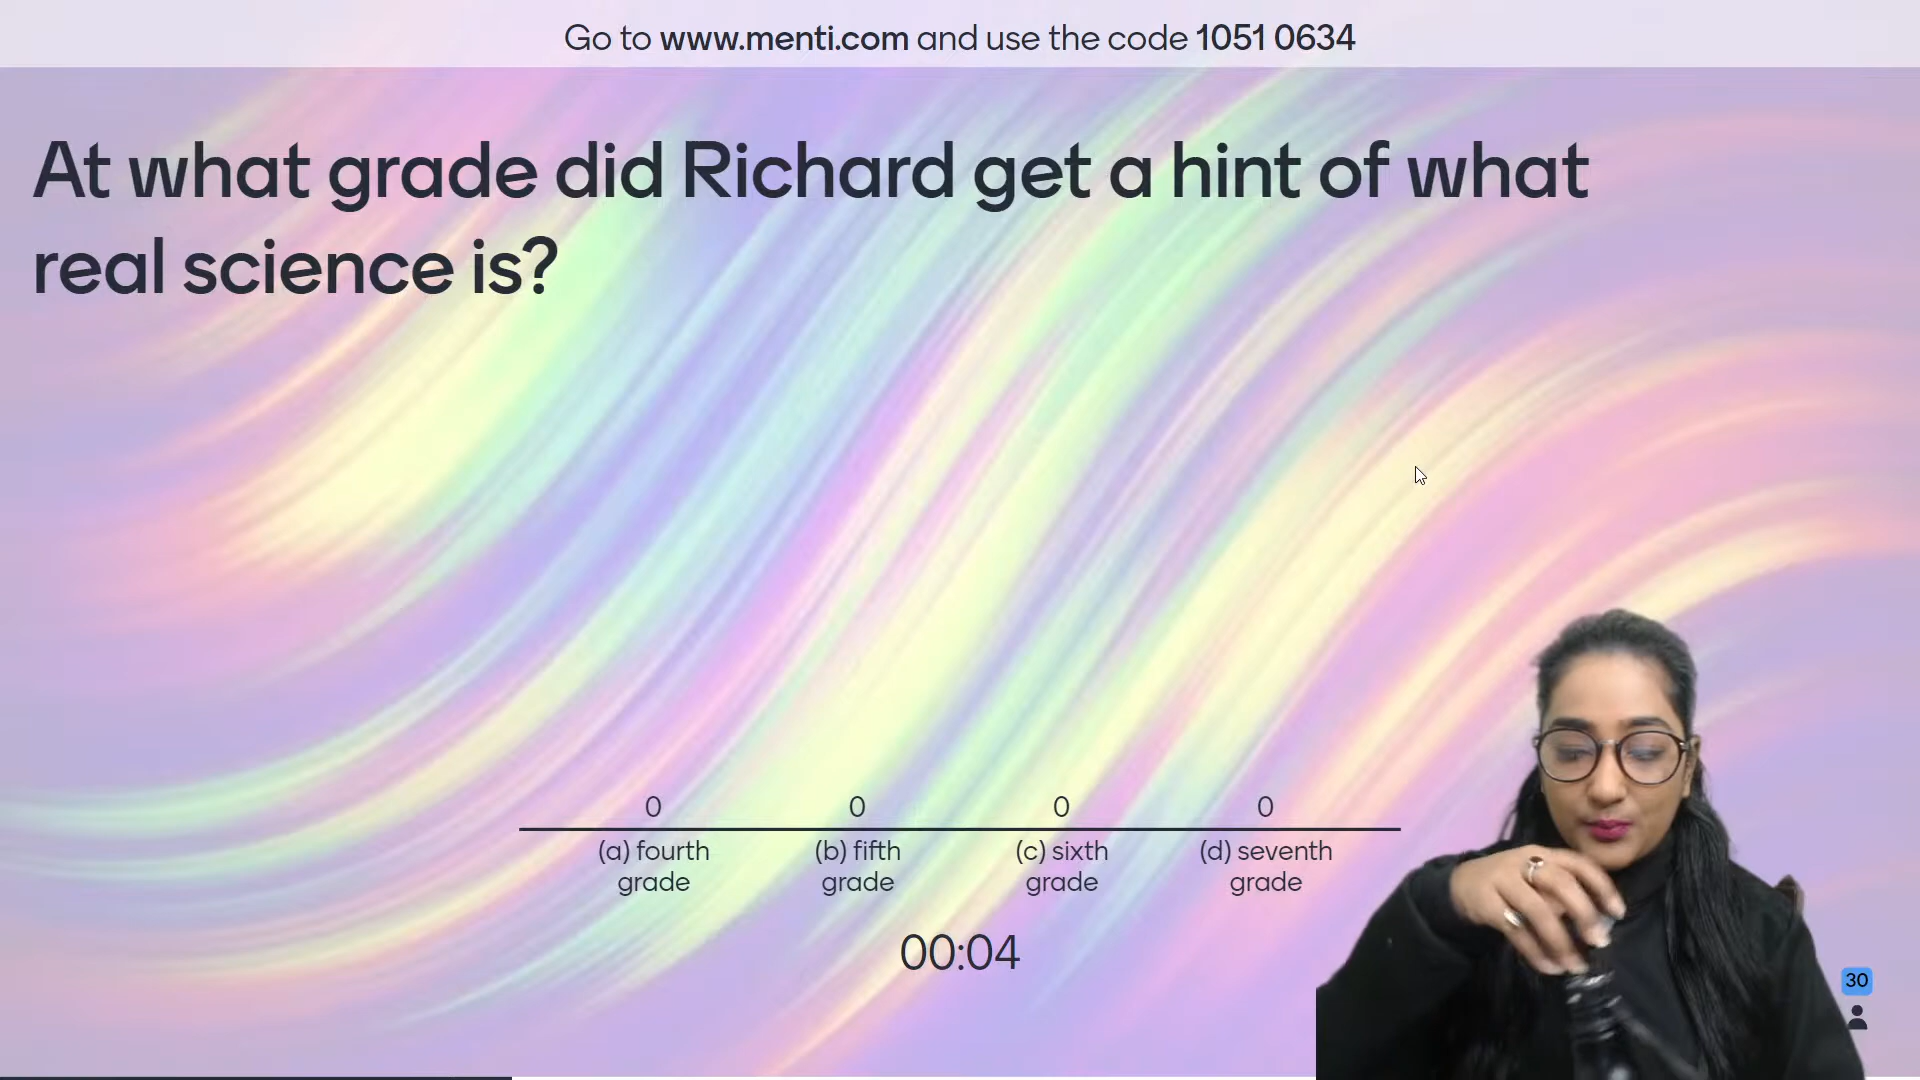 Go to www.menti.com and use the code 1051 0634
At what grade did Richard get a hint of what
real science is?
0 0 0 0
(a) fourth grade
(b) fifth grade
(c) sixth grade
(d) seventh grade
00:04
30